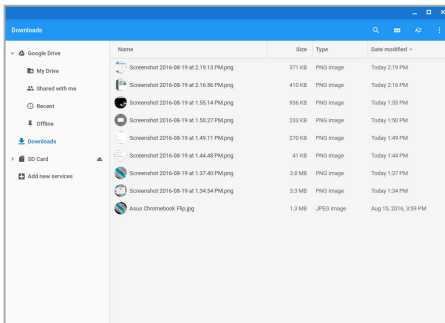 Downloads
AZ
Google Drive
My Drive
Shared with me
Recent
Offline
Downloads
SD Card
Add new services
Name Size Type Date modified
Screenshot 2016-08-19 at 2.19.13 PM.png 371 KB PNG image Today 2:19 PM
Screenshot 2016-08-19 at 2.16.56 PM.png 410 KB PNG image Today 2:16 PM
Screenshot 2016-08-19 at 1.55.14 PM.png 936 KB PNG image Today 1:55 PM
Screenshot 2016-08-19 at 1.50.27 PM.png 233 KB PNG image Today 1:50 PM
Screenshot 2016-08-19 at 1.49.11 PM.png 270 KB PNG image Today 1:49 PM
Screenshot 2016-08-19 at 1.44.48 PM.png 41 KB PNG image Today 1:44 PM
Screenshot 2016-08-19 at 1.37.40 PM.png 3.8 MB PNG image Today 1:37 PM
Screenshot 2016-08-19 at 1.34.54 PM.png 3.3 MB PNG image Today 1:34 PM
Asus Chromebook Flip.jpg 1.3 MB JPEG image Aug 15, 2016, 3:59 PM